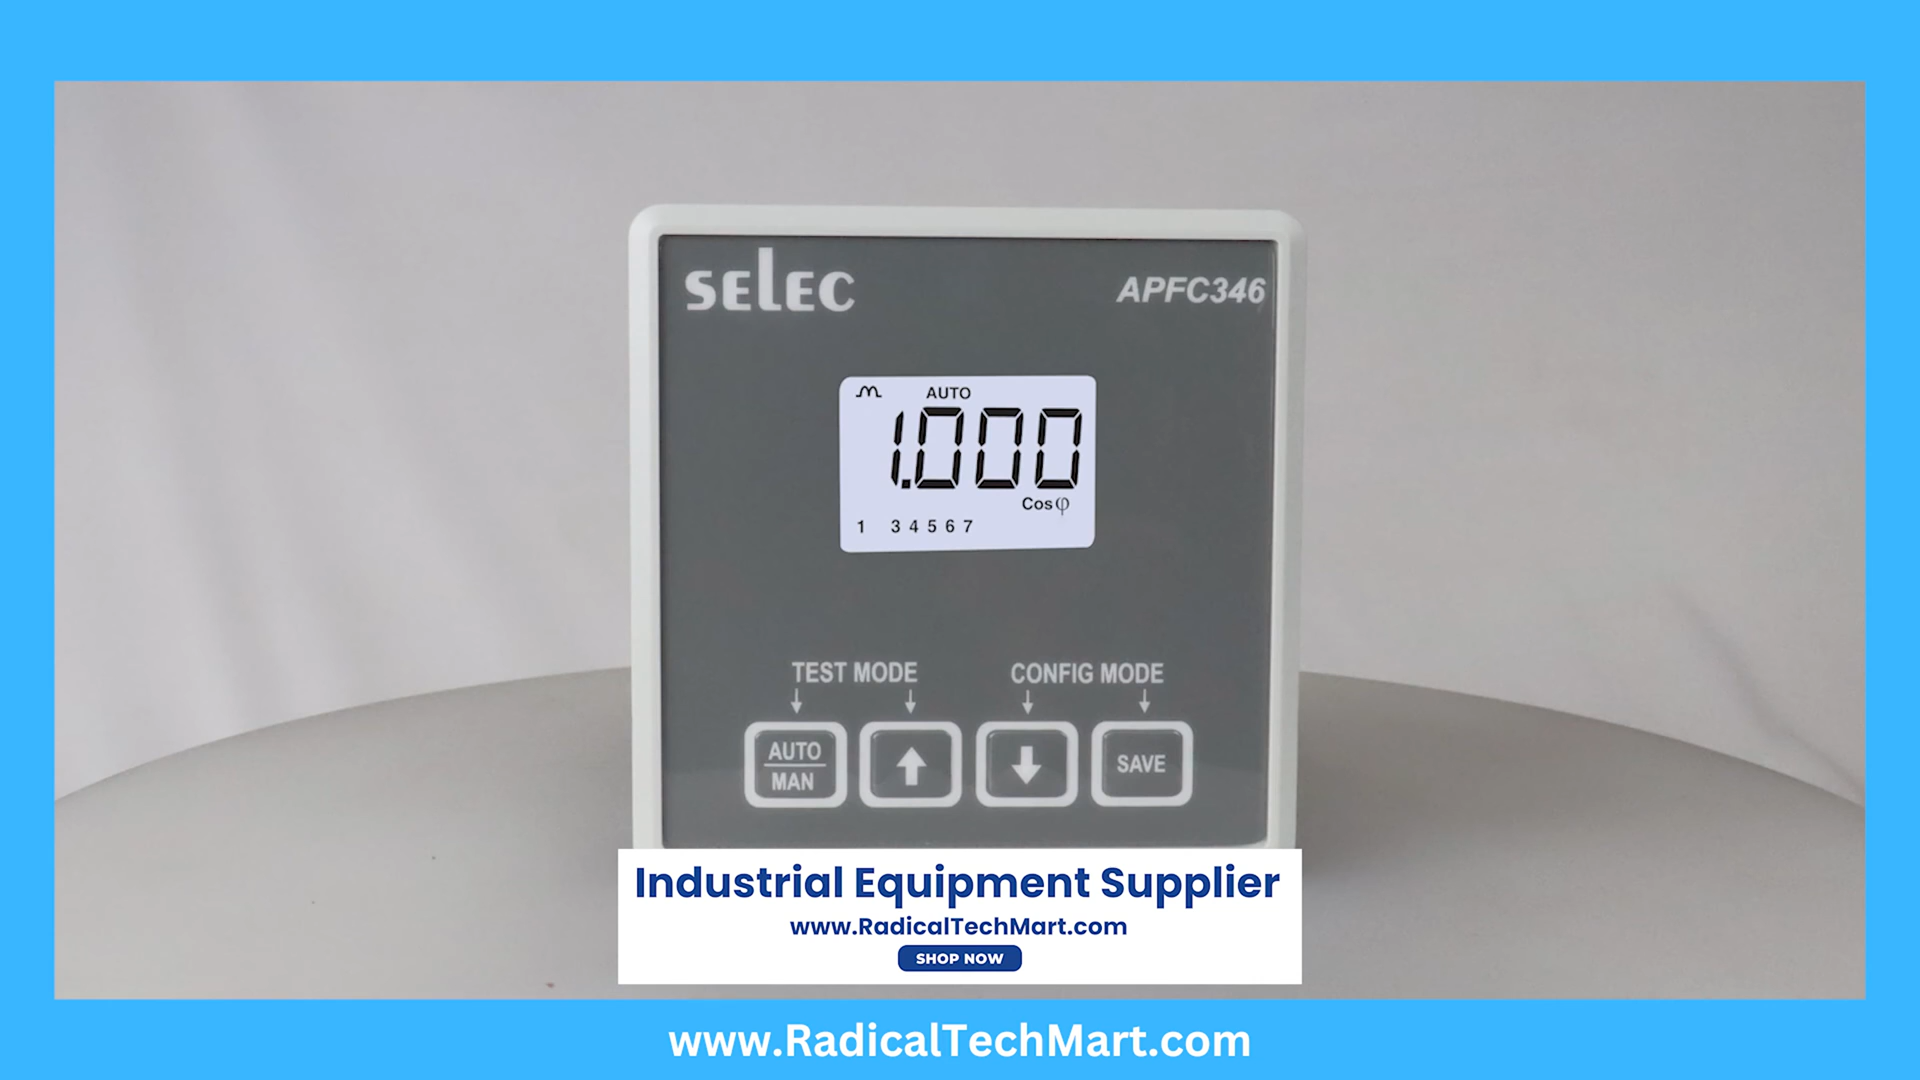 selec
APFC346
AUTO
1.000
Cos φ
1 3 4 5 6 7
TEST MODE
CONFIG MODE
AUTO
MAN
SAVE
Industrial Equipment Supplier
www.RadicalTechMart.com
SHOP NOW
www.RadicalTechMart.com